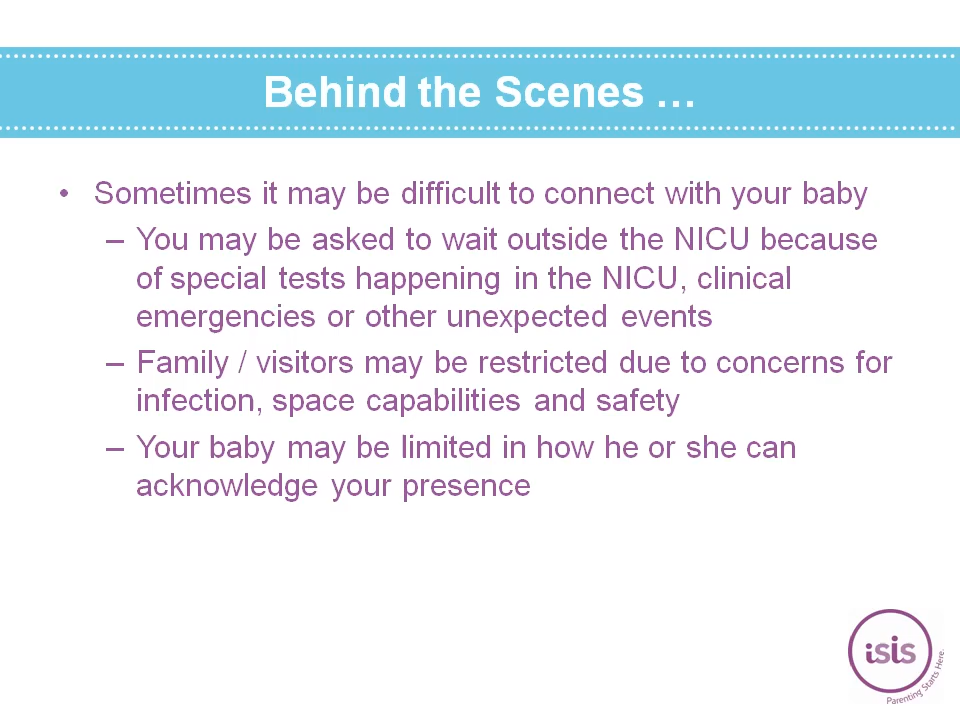 Behind the Scenes …
• Sometimes it may be difficult to connect with your baby
– You may be asked to wait outside the NICU because
of special tests happening in the NICU, clinical
emergencies or other unexpected events
– Family / visitors may be restricted due to concerns for
infection, space capabilities and safety
– Your baby may be limited in how he or she can
acknowledge your presence
isis
Parenting Starts Here.